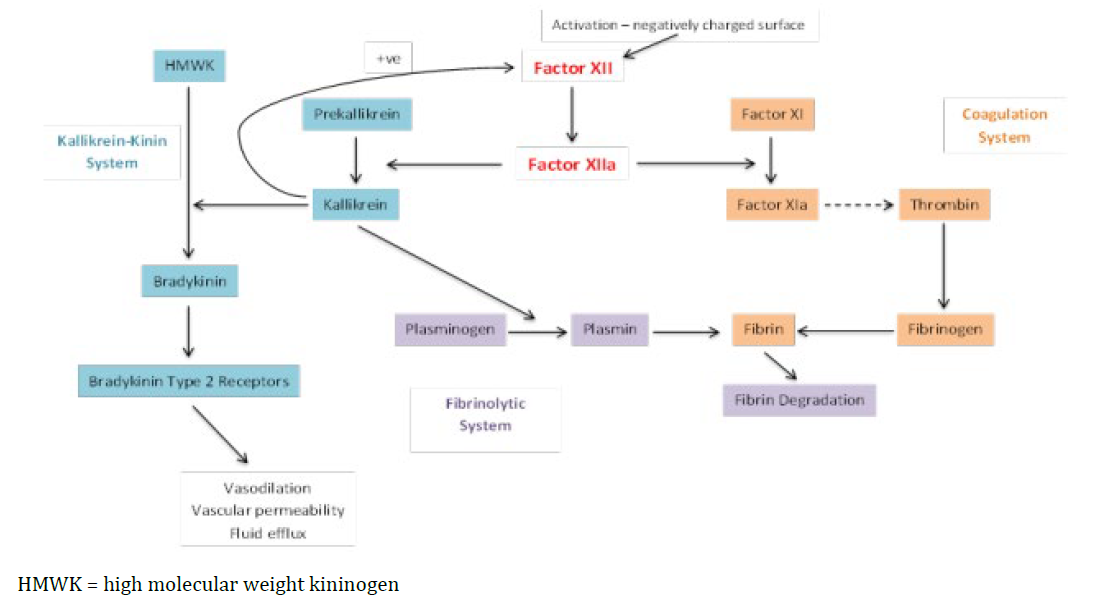 Activation – negatively charged surface
HMWK
+ve
Factor XII
Prekallikrein
Factor XI
Coagulation
System
Kallikrein-Kinin
System
Factor XIIa
Kallikrein
Factor XIa
Thrombin
Bradykinin
Plasminogen
Plasmin
Fibrin
Fibrinogen
Bradykinin Type 2 Receptors
Fibrin Degradation
Fibrinolytic
System
Vasodilation
Vascular permeability
Fluid efflux
HMWK = high molecular weight kininogen